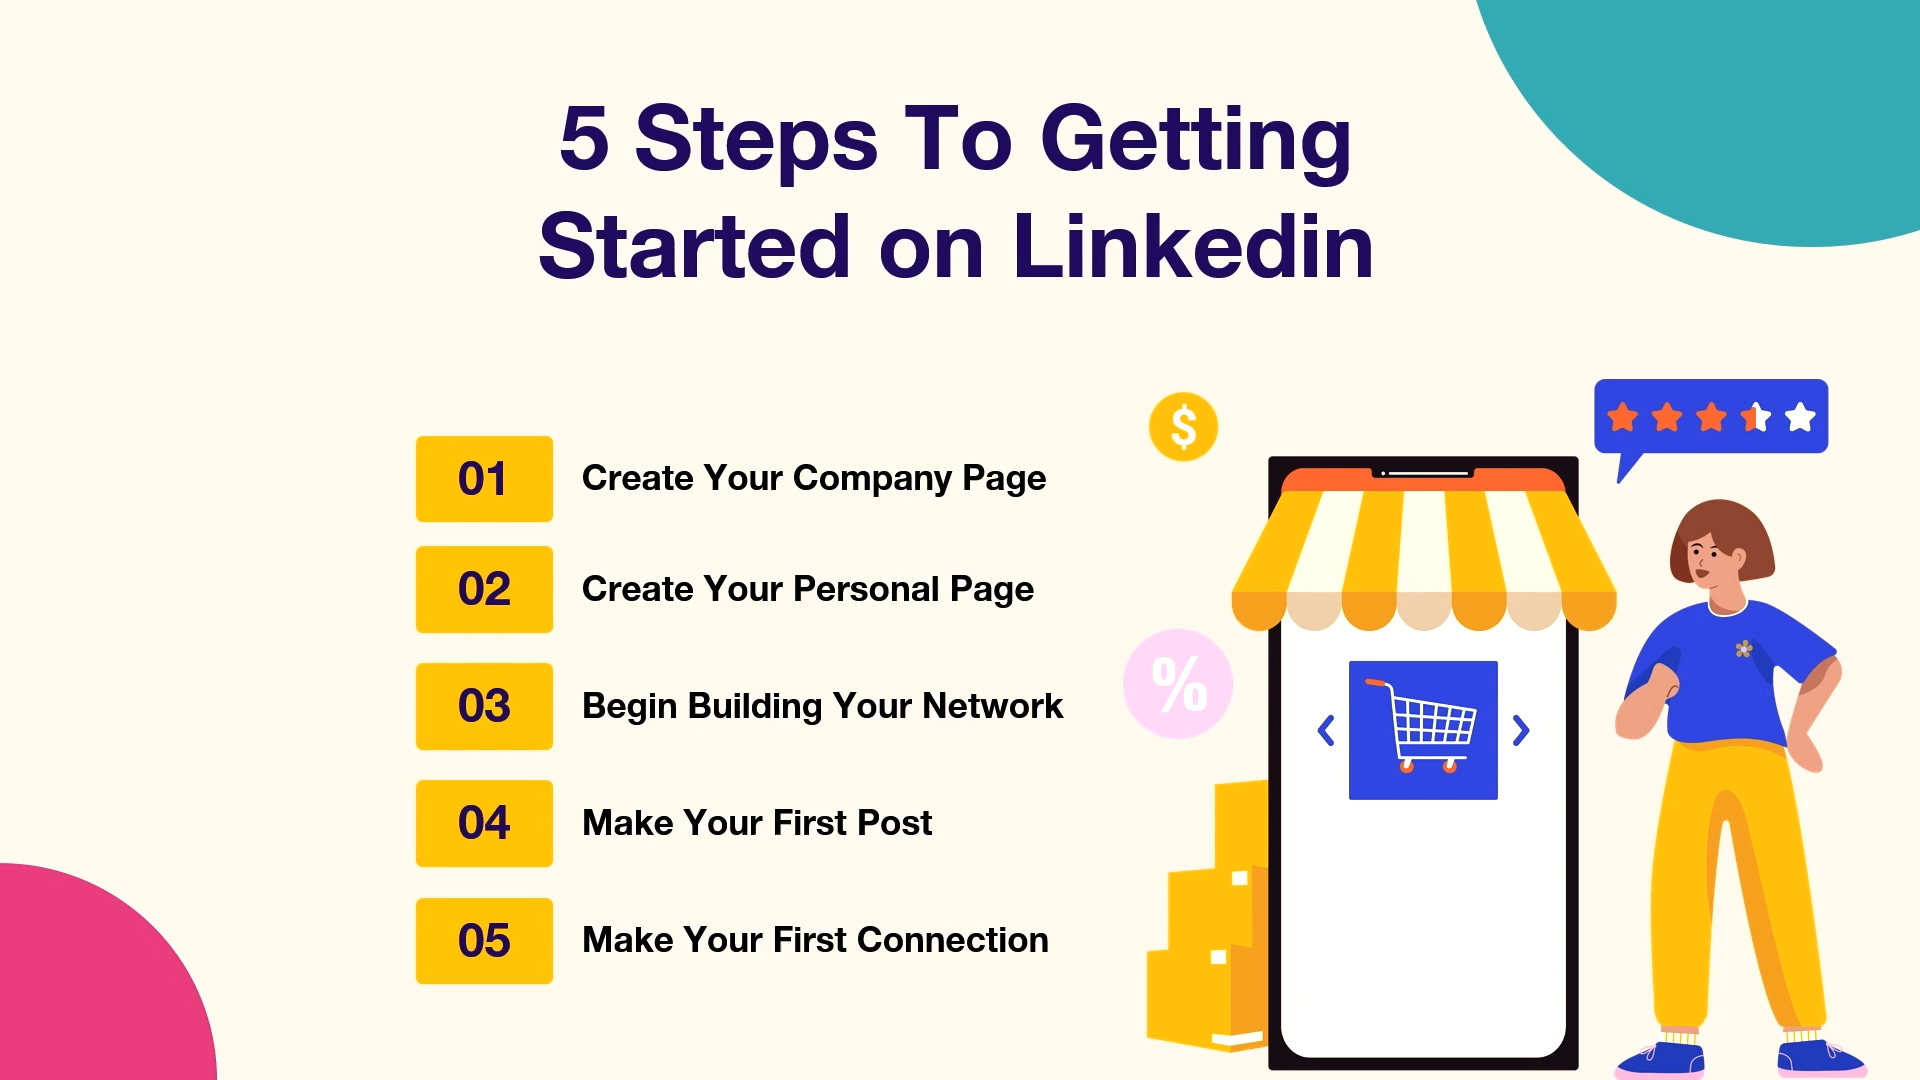 5 Steps To Getting
Started on Linkedin
$
01 Create Your Company Page
02 Create Your Personal Page
%
03 Begin Building Your Network
04 Make Your First Post
05 Make Your First Connection